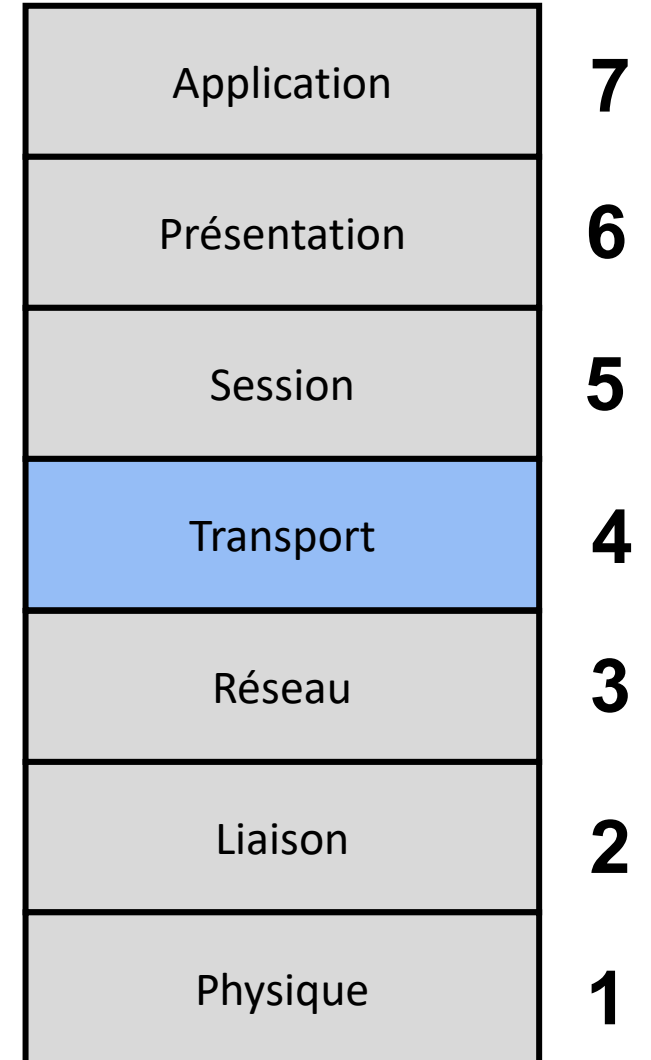 Application 7
Présentation 6
Session 5
Transport 4
Réseau 3
Liaison 2
Physique 1